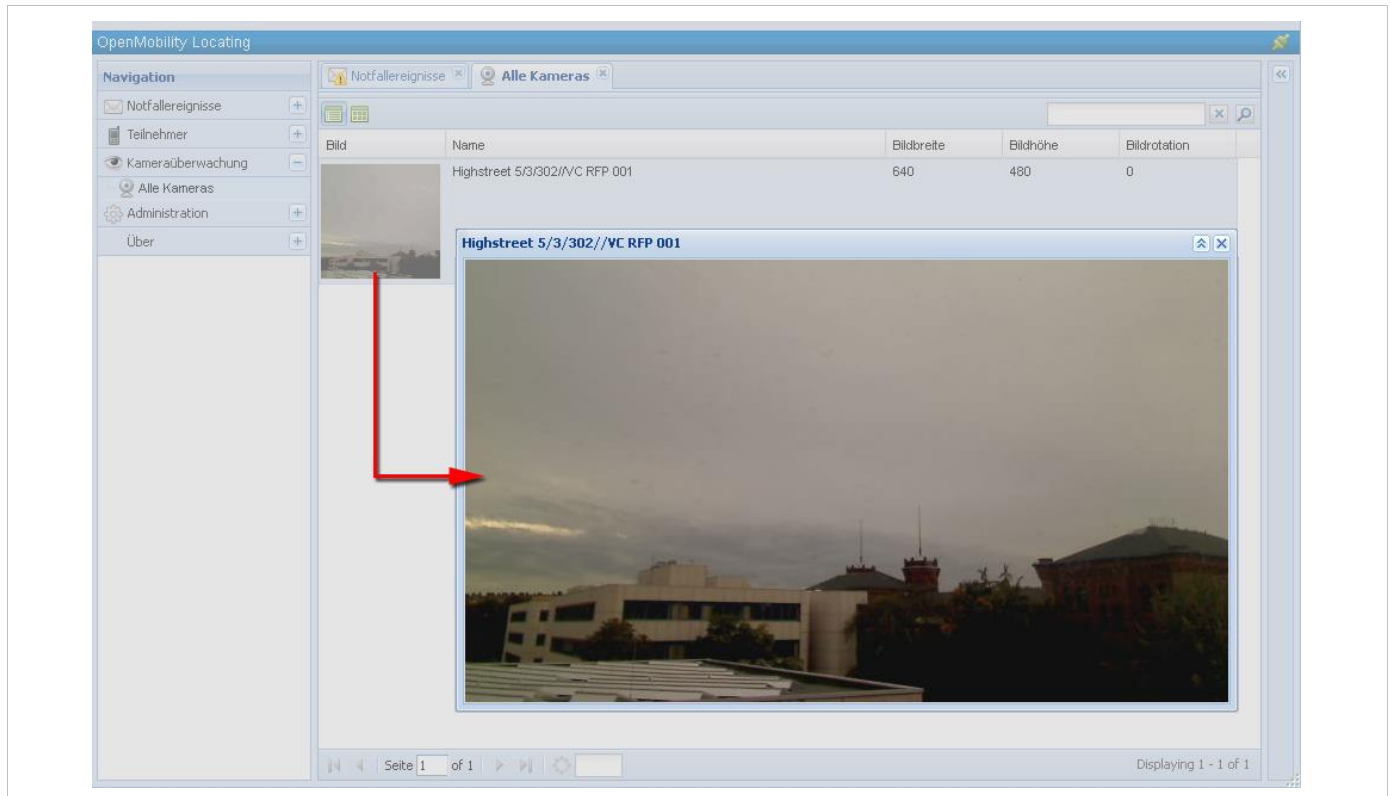 OpenMobility Locating
Navigation
Notfallereignisse
Teilnehmer
Kameraüberwachung
Alle Kameras
Administration
Über
Notfallereignisse
Alle Kameras
Bild Name Bildbreite Bildhöhe Bildrotation
Highstreet 5/3/302//VC RFP 001 640 480 0
Highstreet 5/3/302//VC RFP 001
Seite 1 of 1
Displaying 1 - 1 of 1